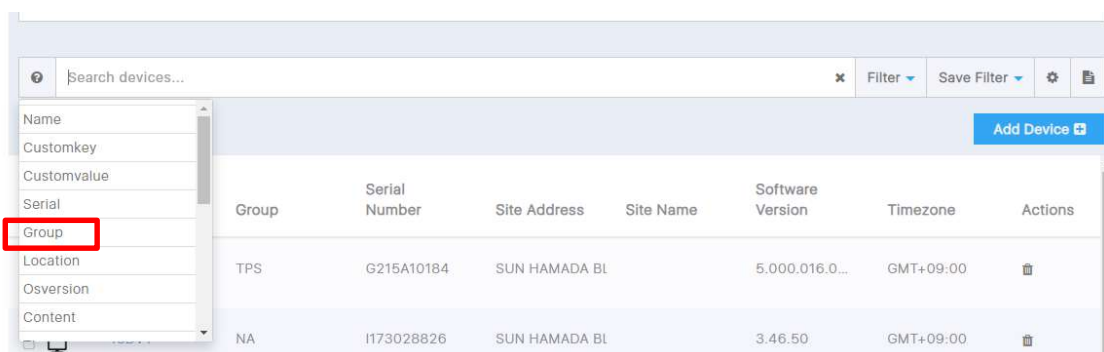 Search devices...
Filter
Save Filter
Name
Add Device
Customkey
Customvalue
Serial
Group
Location
Osversion
Content
Group
Serial
Number
Site Address
Site Name
Software
Version
Timezone
Actions
TPS
G215A10184
SUN HAMADA BL
5.000.016.0...
GMT+09:00
NA
I173028826
SUN HAMADA BL
3.46.50
GMT+09:00